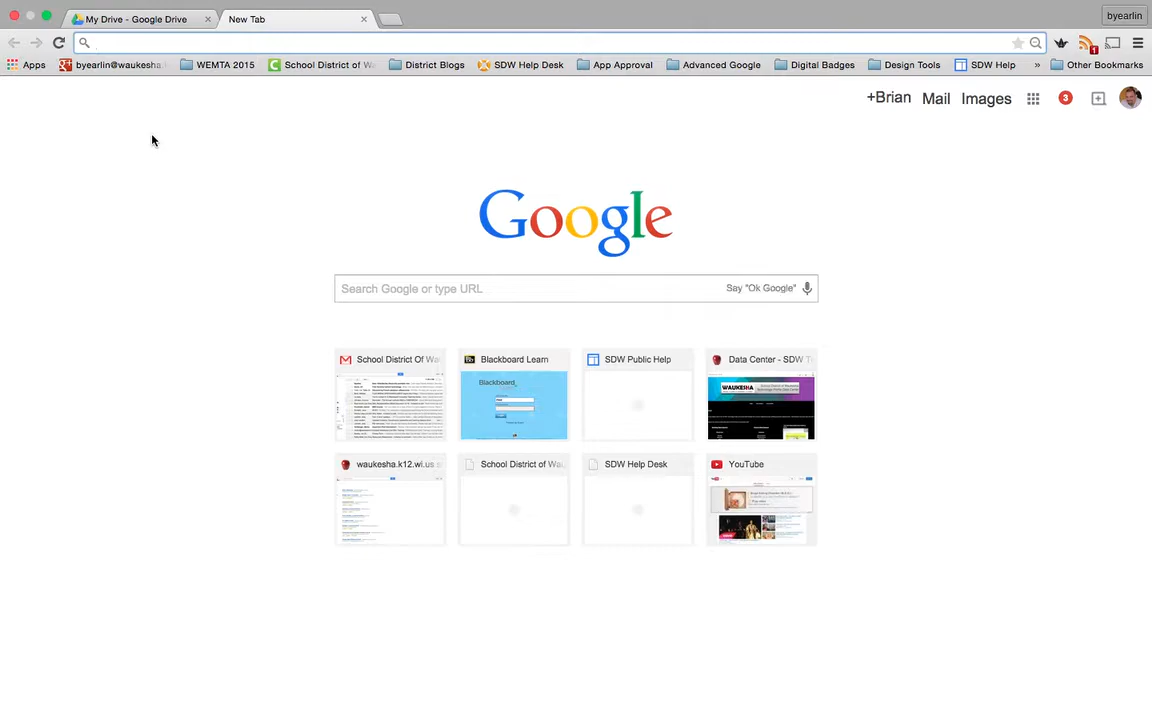 My Drive - Google Drive
New Tab
byearlin
Apps
byearlin@waukesha.
WEMTA 2015
School District of Wa
District Blogs
SDW Help Desk
App Approval
Advanced Google
Digital Badges
Design Tools
SDW Help
»
Other Bookmarks
1
+Brian
Mail
Images
3
Google
Search Google or type URL
Say "Ok Google"
School District Of Wa
Blackboard Learn
SDW Public Help
Data Center - SDW T
Blackboard
WAUKESHA
waukesha.k12.wi.us
School District of Wa
SDW Help Desk
YouTube